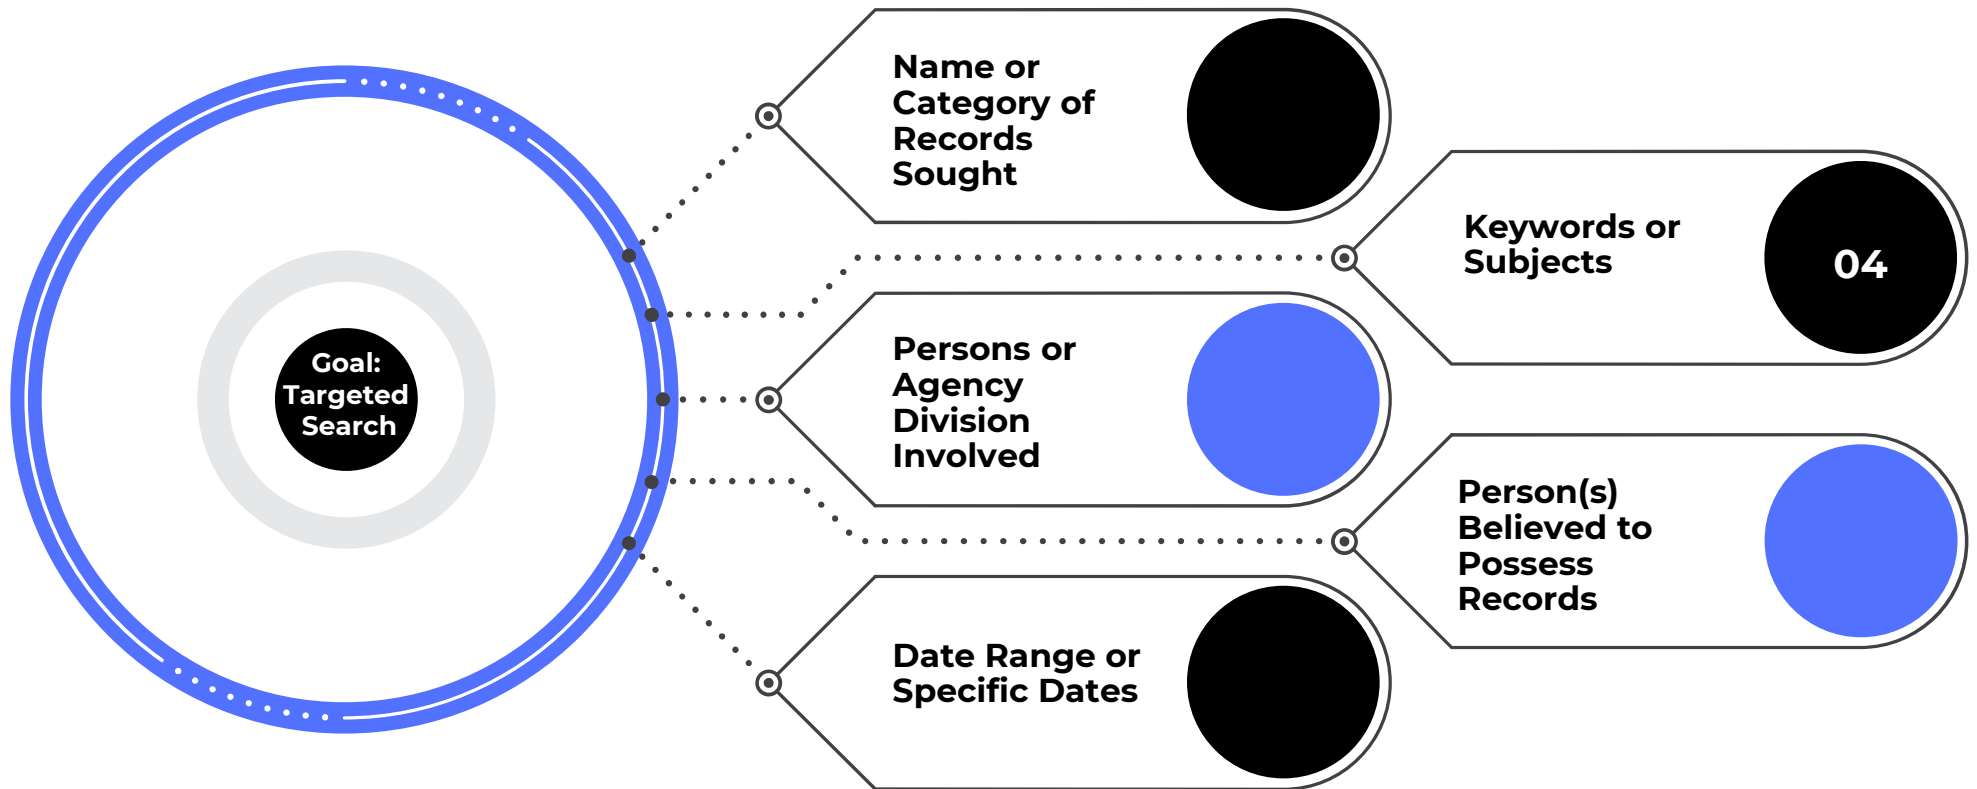 Goal:
Targeted
Search
Name or
Category of
Records
Sought
Keywords or
Subjects
04
Persons or
Agency
Division
Involved
Person(s)
Believed to
Possess
Records
Date Range or
Specific Dates